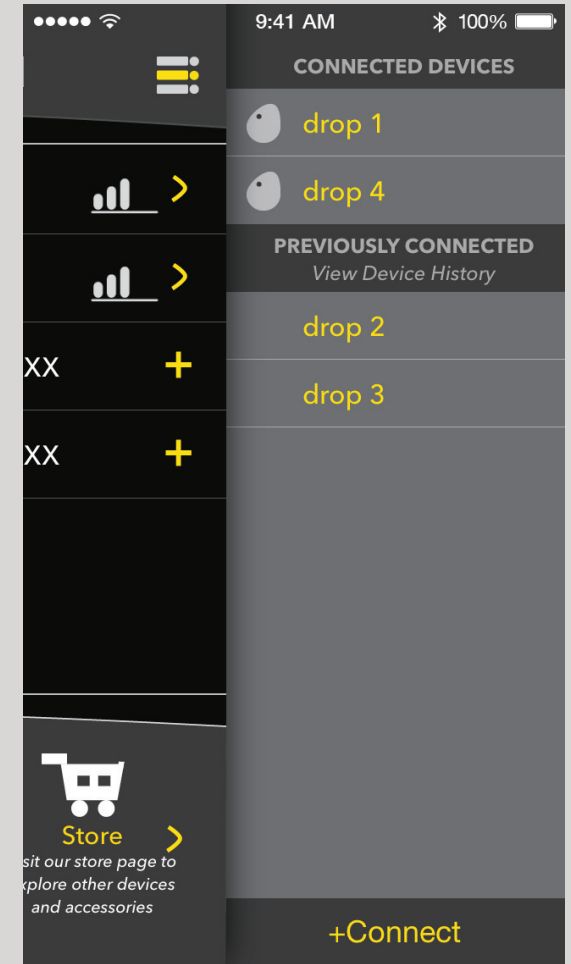 9:41 AM
100%
CONNECTED DEVICES
drop 1
drop 4
PREVIOUSLY CONNECTED
View Device History
drop 2
drop 3
+Connect
xx
+
xx
+
Store
sit our store page to
xplore other devices
and accessories